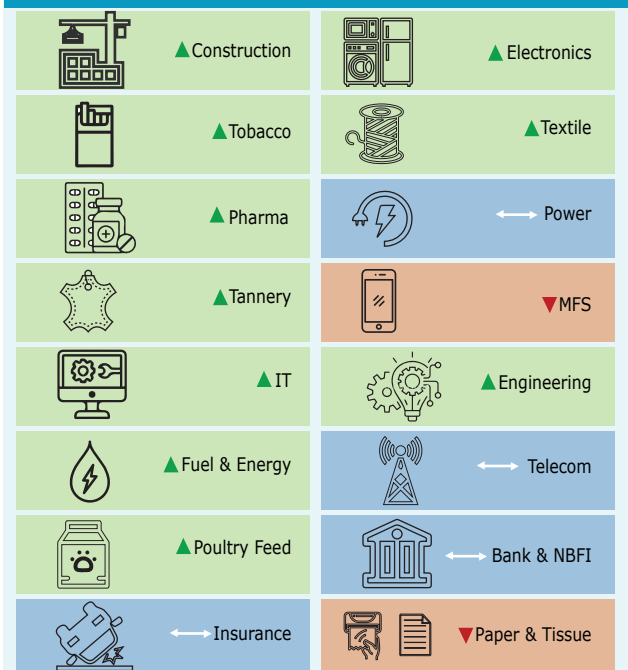 Construction
Electronics
Tobacco
Textile
Pharma
Power
Tannery
MFS
IT
Engineering
Fuel & Energy
Telecom
Poultry Feed
Bank & NBFI
Insurance
Paper & Tissue